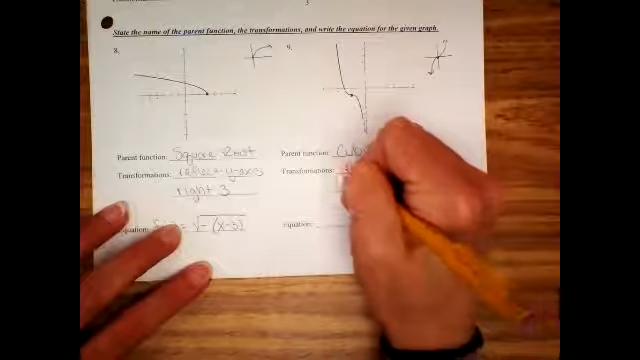 State the name of the parent function, the transformations, and write the equation for the given graph.
8.
9.
Parent function: Square Root
Transformations: reflect y-axis
right 3
Equation: = √-(x-3)
Parent function:
Transformations:
Equation: